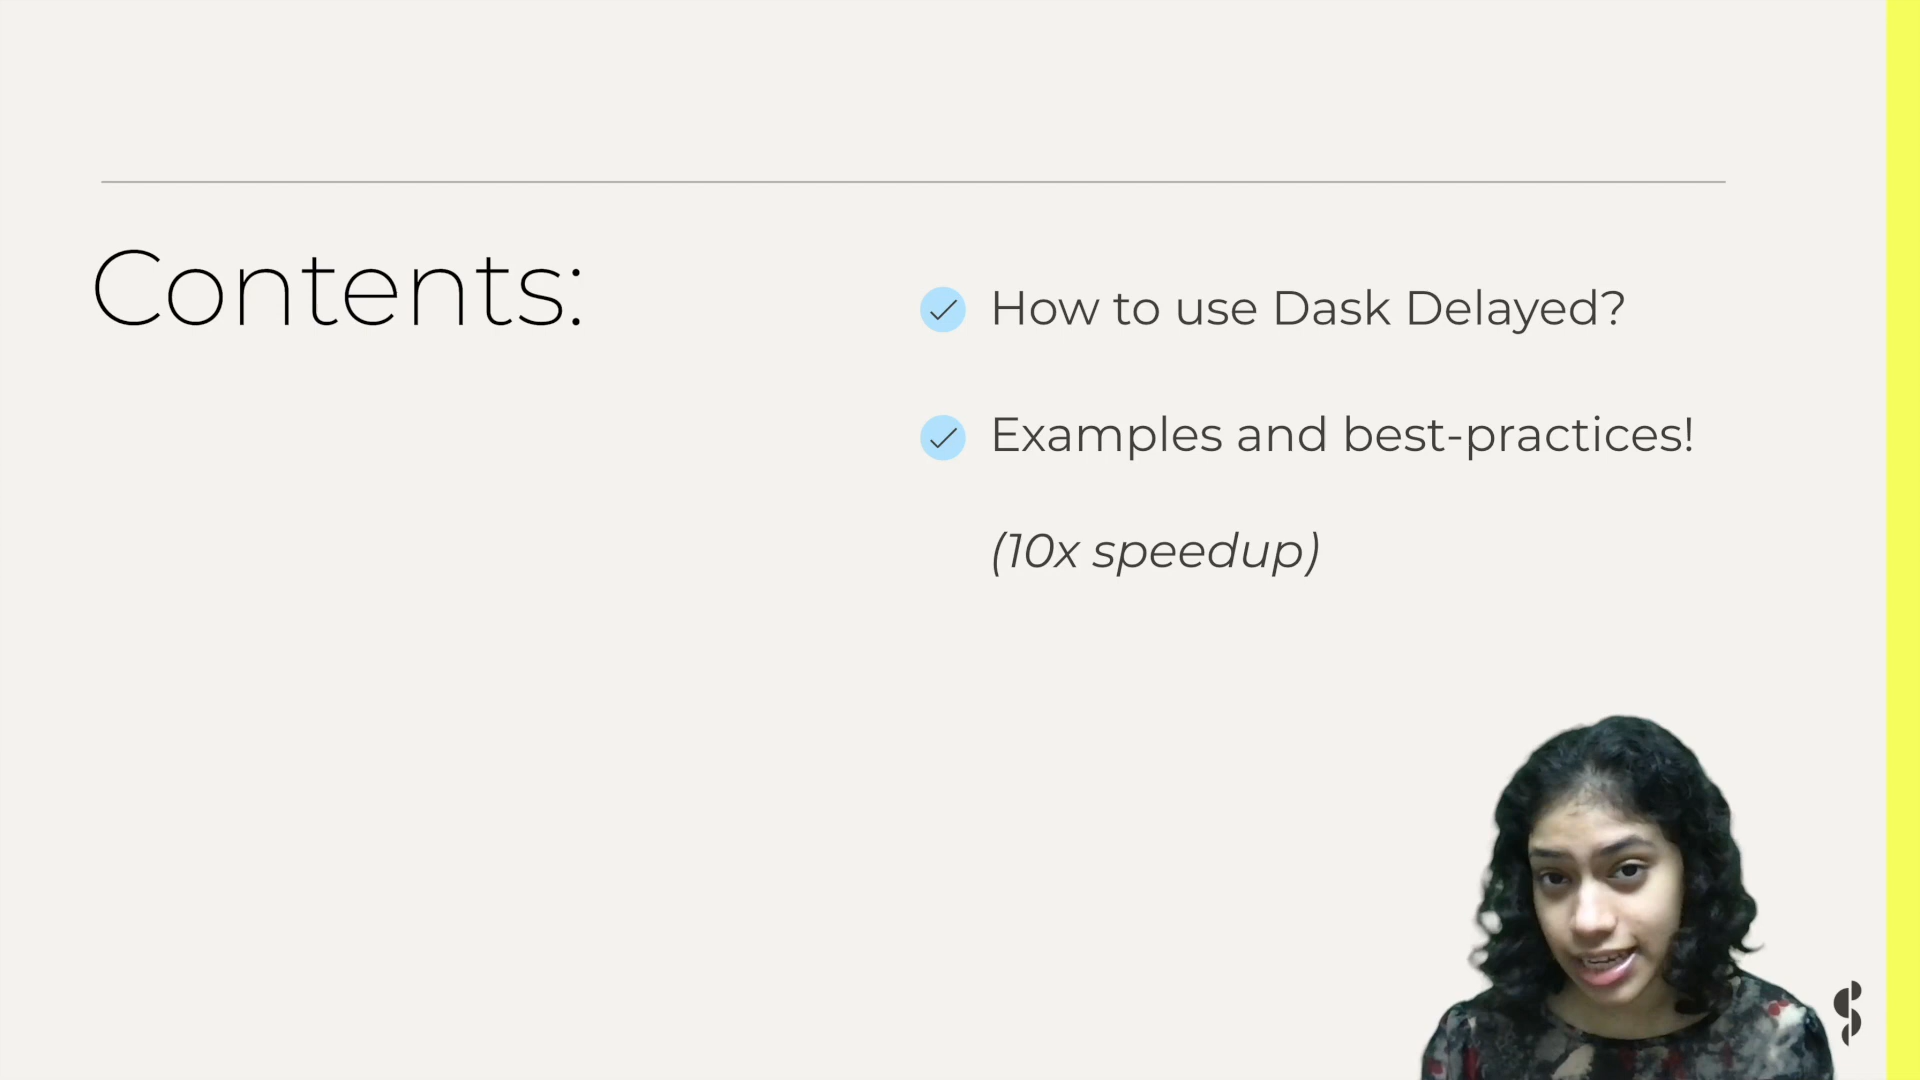 Contents:
How to use Dask Delayed?
Examples and best-practices!
(10x speedup)